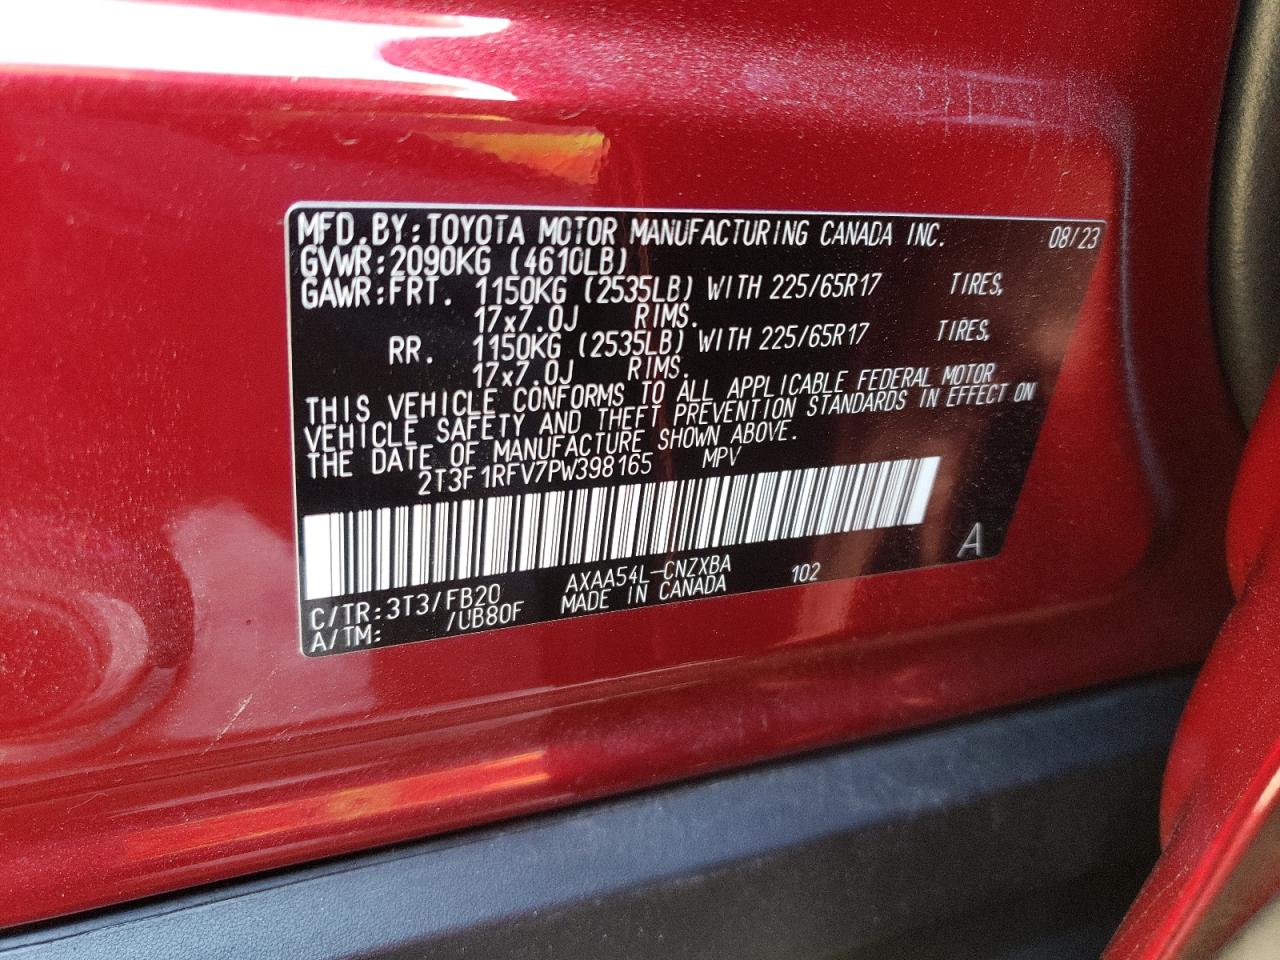 MFD.BY:TOYOTA MOTOR MANUFACTURING CANADA INC. 08/23
GVWR:2090KG (4610LB)
GAWR:FRT. 1150KG (2535LB) WITH 225/65R17 TIRES,
17x7.0J RIMS.
RR. 1150KG (2535LB) WITH 225/65R17 TIRES,
17x7.0J RIMS.
THIS VEHICLE CONFORMS TO ALL APPLICABLE FEDERAL MOTOR
VEHICLE SAFETY AND THEFT PREVENTION STANDARDS IN EFFECT ON
THE DATE OF MANUFACTURE SHOWN ABOVE.
2T3F1RFV7PW398165 MPV
A
C/TR:3T3/FB20 AXAA54L-CNZXBA 102
A/TM: /UB80F MADE IN CANADA